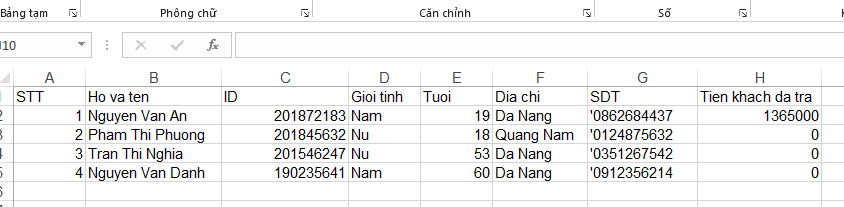 Bảng tạm Phông chữ Căn chỉnh Số
J10 fx
A B C D E F G H
1 STT Ho va ten ID Gioi tinh Tuoi Dia chi SDT Tien khach da tra
2 1 Nguyen Van An 201872183 Nam 19 Da Nang '0862684437 1365000
3 2 Pham Thi Phuong 201845632 Nu 18 Quang Nam '0124875632 0
4 3 Tran Thi Nghia 201546247 Nu 53 Da Nang '0351267542 0
5 4 Nguyen Van Danh 190235641 Nam 60 Da Nang '0912356214 0
6